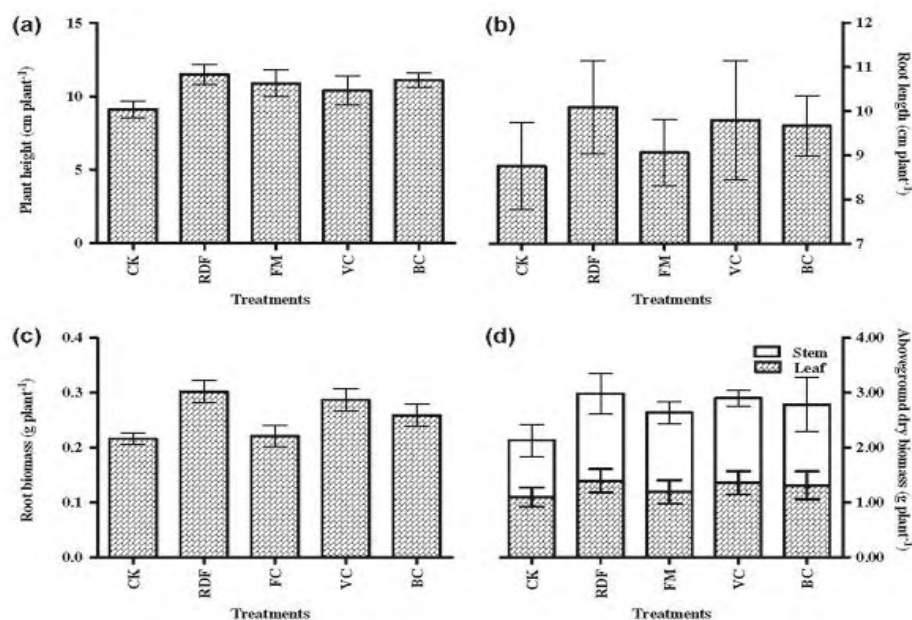 (a)
15
10
5
0
Plant height (cm plant⁻¹)
CK
RDF
FM
VC
BC
Treatments
(b)
12
11
10
9
8
7
Root length (cm plant⁻¹)
CK
RDF
FM
VC
BC
Treatments
(c)
0.4
0.3
0.2
0.1
0.0
Root biomass (g plant⁻¹)
CK
RDF
FC
VC
BC
Treatments
(d)
Stem
Leaf
4.00
3.00
2.00
1.00
0.00
Aboveground dry biomass (g plant⁻¹)
CK
RDF
FM
VC
BC
Treatments